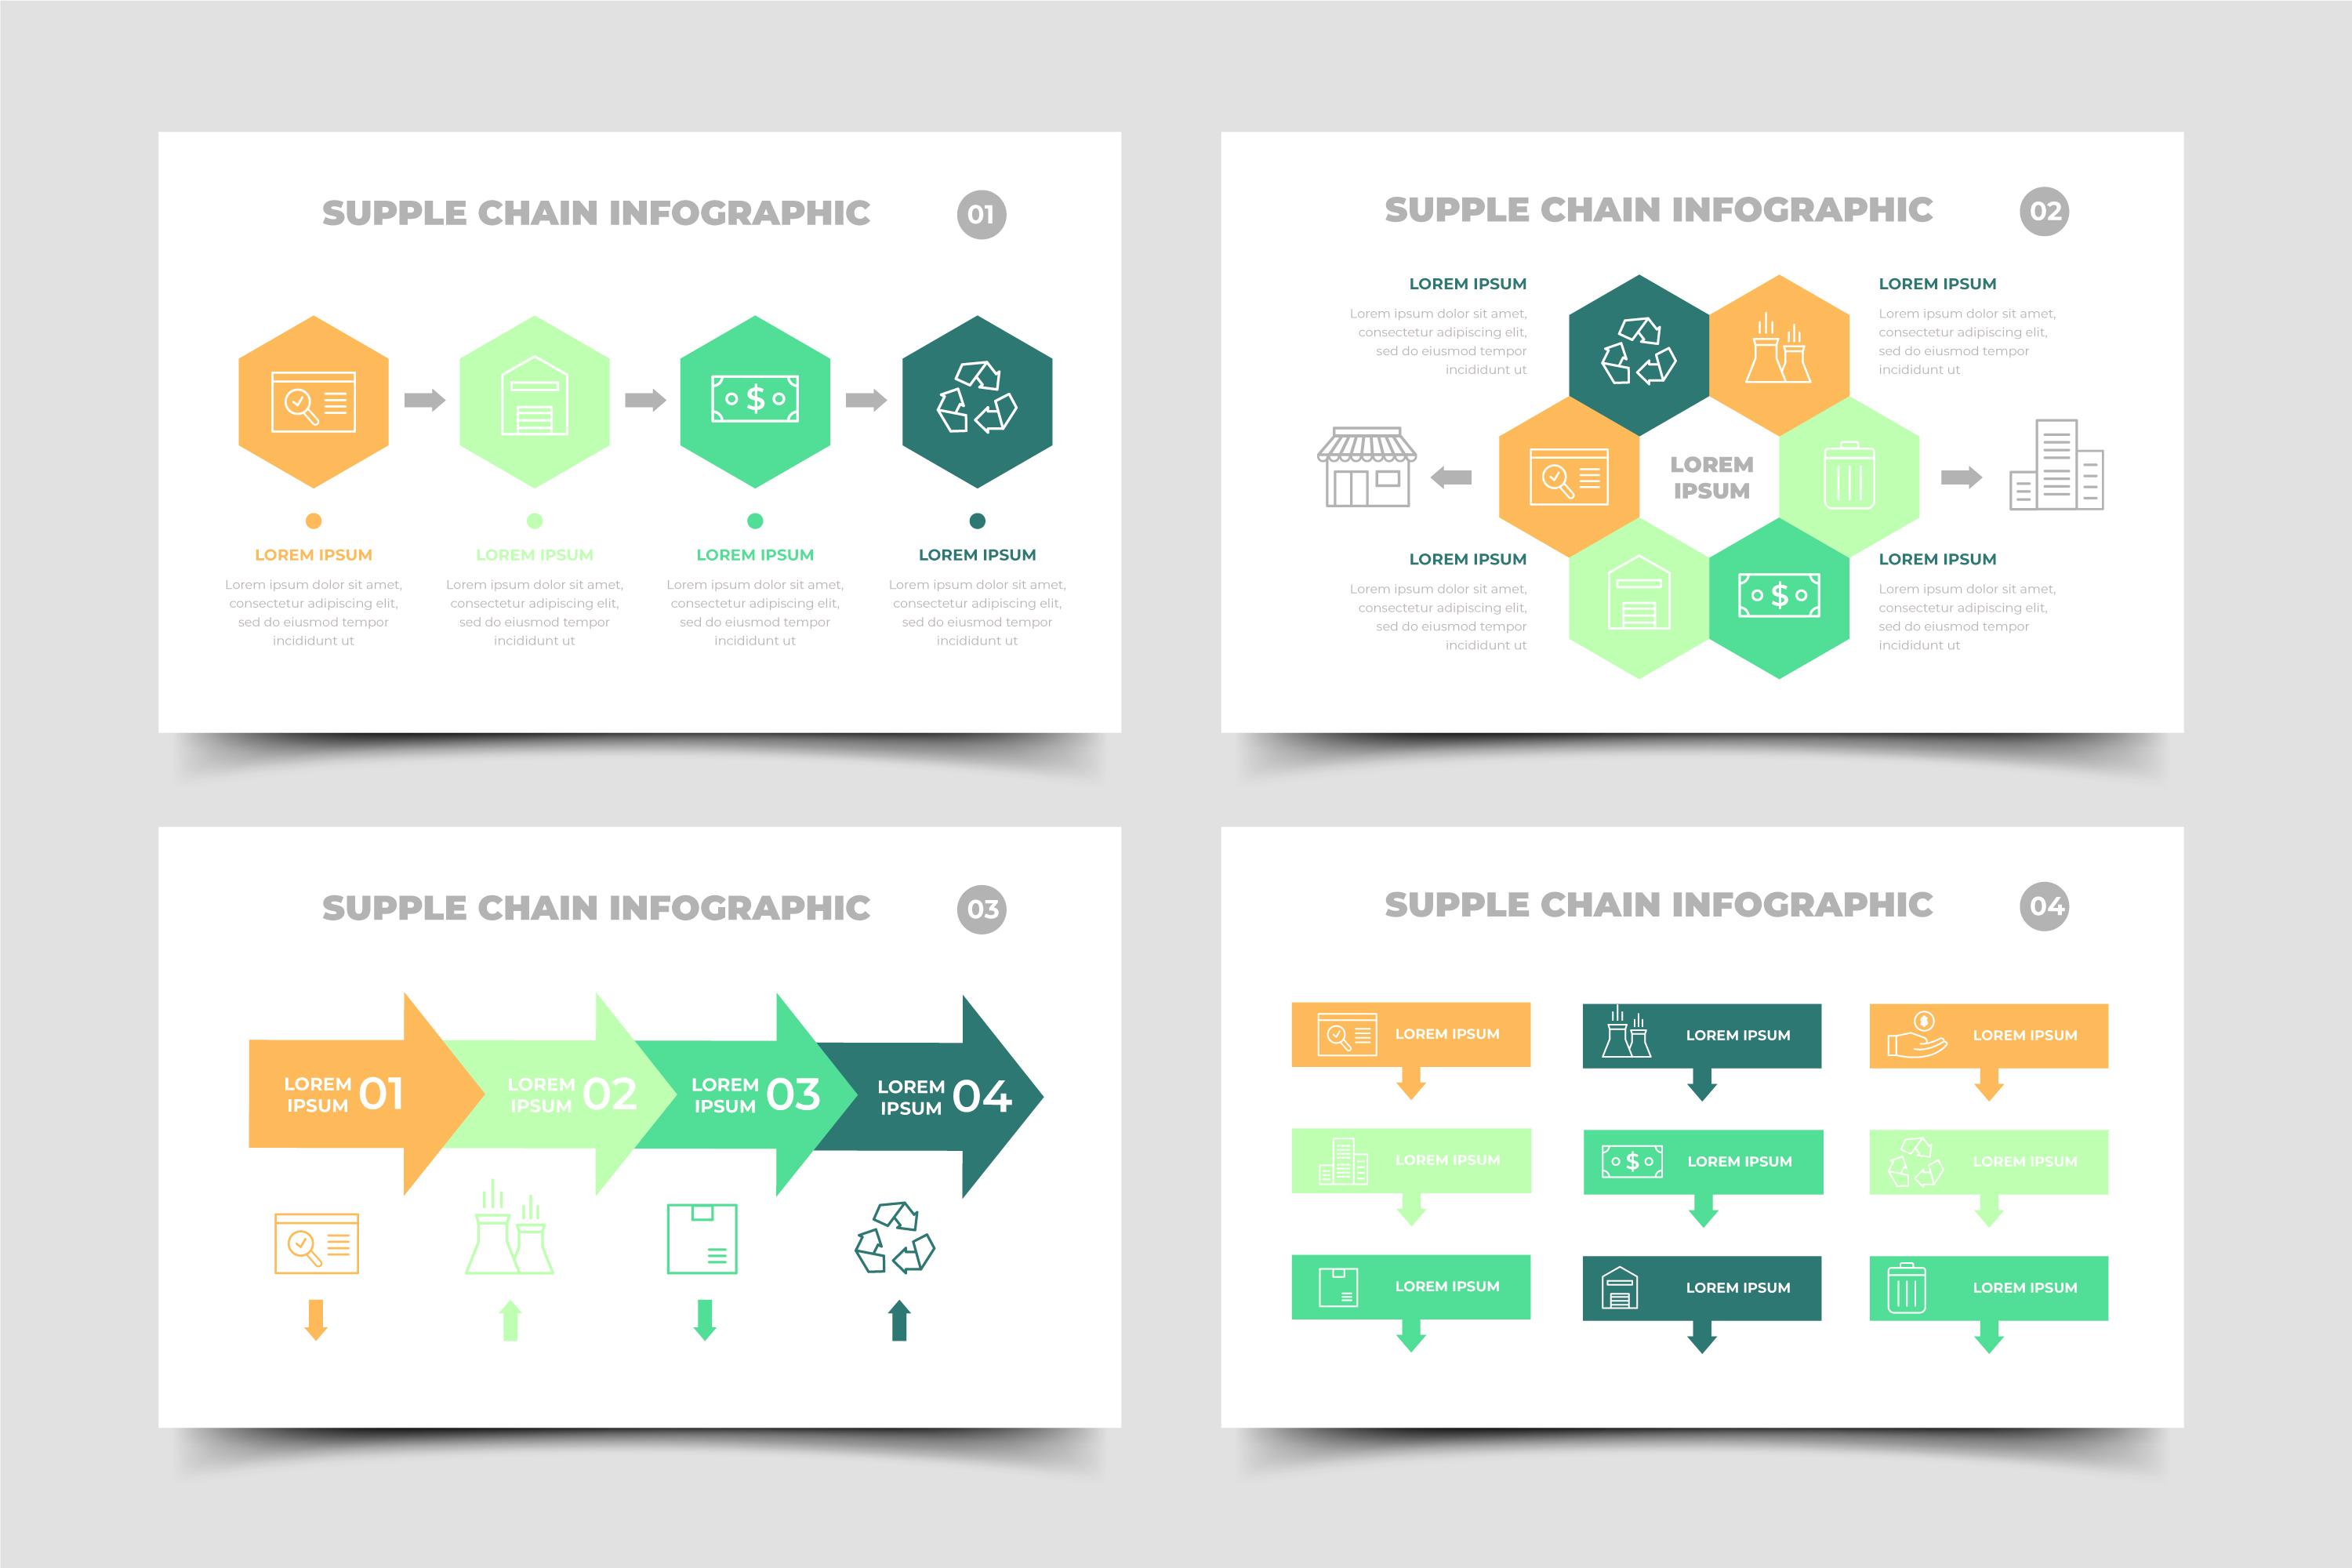 SUPPLE CHAIN INFOGRAPHIC
01
LOREM IPSUM
Lorem ipsum dolor sit amet,
consectetur adipiscing elit,
sed do eiusmod tempor
incididunt ut
LOREM IPSUM
Lorem ipsum dolor sit amet,
consectetur adipiscing elit,
sed do eiusmod tempor
incididunt ut
$
LOREM IPSUM
Lorem ipsum dolor sit amet,
consectetur adipiscing elit,
sed do eiusmod tempor
incididunt ut
LOREM IPSUM
Lorem ipsum dolor sit amet,
consectetur adipiscing elit,
sed do eiusmod tempor
incididunt ut
SUPPLE CHAIN INFOGRAPHIC
02
LOREM IPSUM
Lorem ipsum dolor sit amet,
consectetur adipiscing elit,
sed do eiusmod tempor
incididunt ut
LOREM IPSUM
Lorem ipsum dolor sit amet,
consectetur adipiscing elit,
sed do eiusmod tempor
incididunt ut
LOREM
IPSUM
LOREM IPSUM
Lorem ipsum dolor sit amet,
consectetur adipiscing elit,
sed do eiusmod tempor
incididunt ut
$
LOREM IPSUM
Lorem ipsum dolor sit amet,
consectetur adipiscing elit,
sed do eiusmod tempor
incididunt ut
SUPPLE CHAIN INFOGRAPHIC
03
LOREM
IPSUM
01
LOREM
IPSUM
02
LOREM
IPSUM
03
LOREM
IPSUM
04
SUPPLE CHAIN INFOGRAPHIC
04
LOREM IPSUM
LOREM IPSUM
$
LOREM IPSUM
LOREM IPSUM
$
LOREM IPSUM
LOREM IPSUM
LOREM IPSUM
LOREM IPSUM
LOREM IPSUM